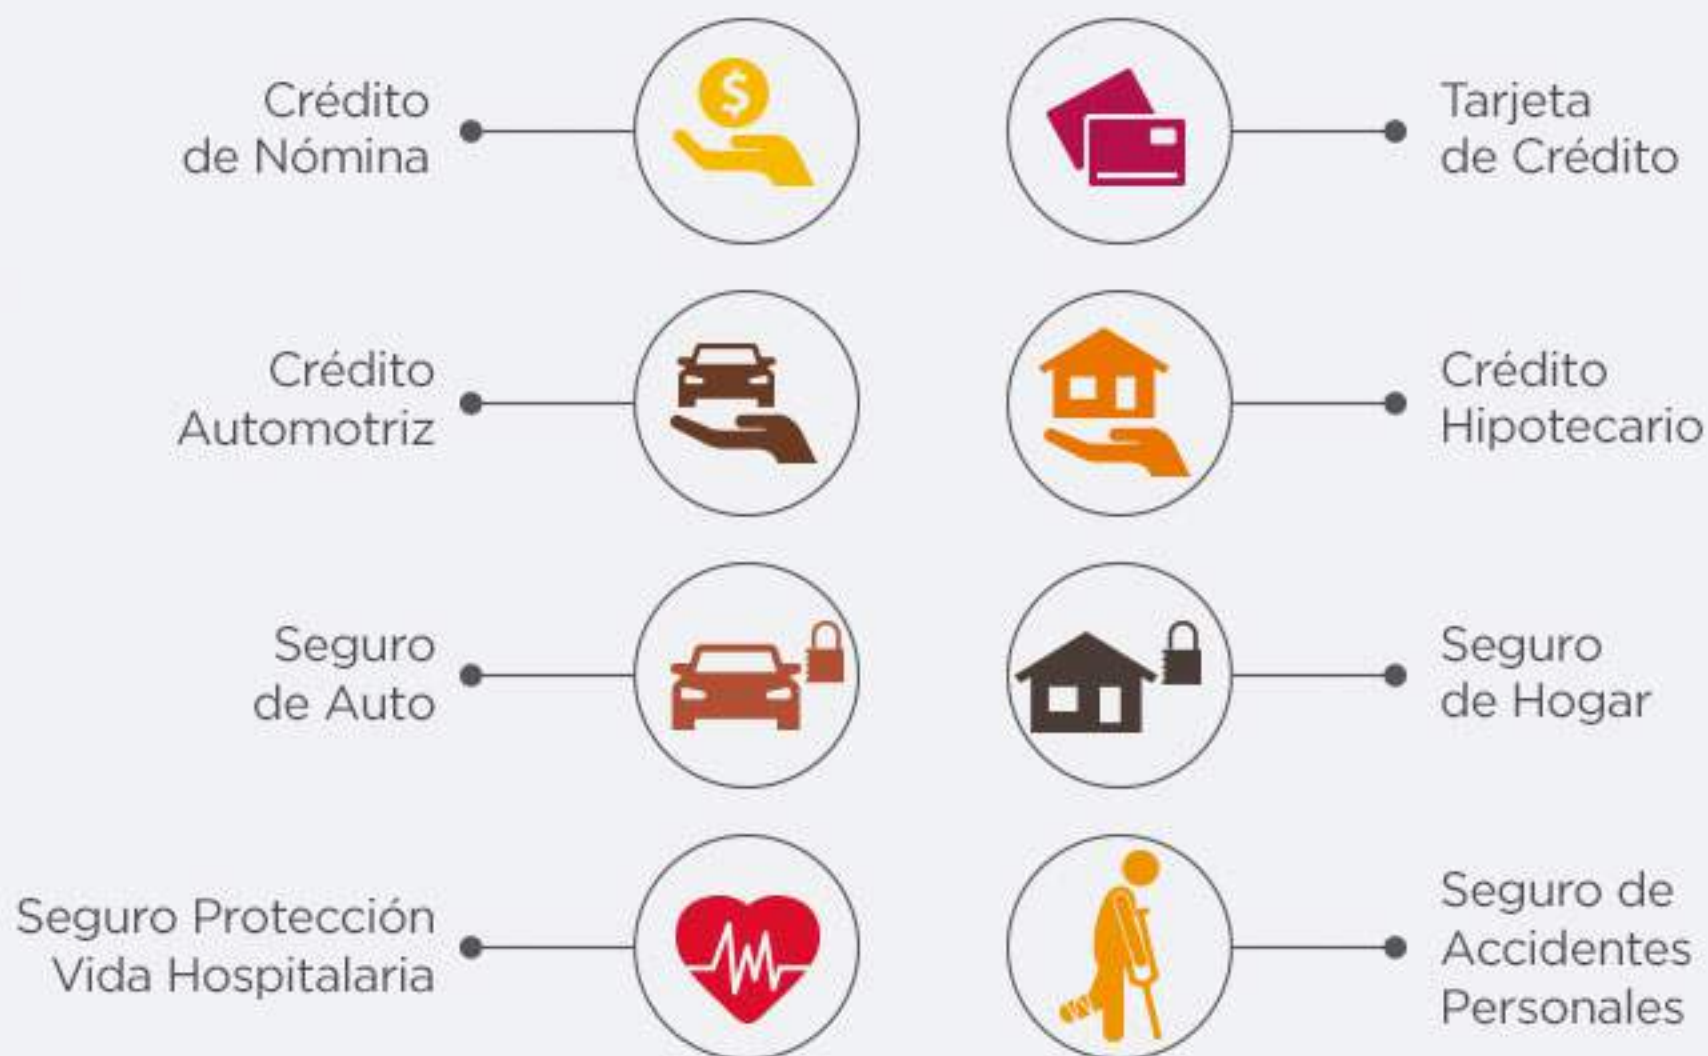 Crédito
de Nómina
Tarjeta
de Crédito
Crédito
Automotriz
Crédito
Hipotecario
Seguro
de Auto
Seguro
de Hogar
Seguro Protección
Vida Hospitalaria
Seguro de
Accidentes
Personales